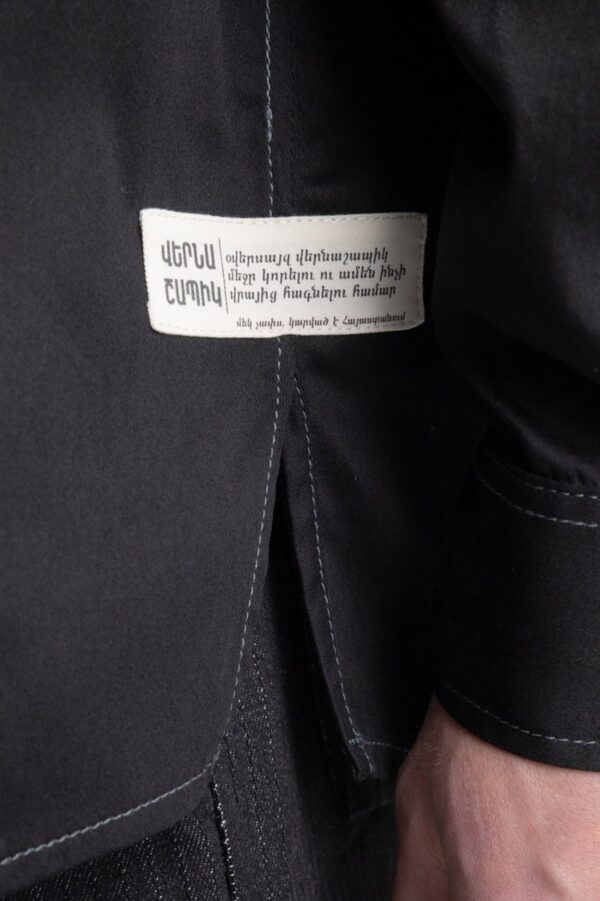 ՎԵՐՆԱ
ՇԱՊԻԿ
օվերսայզ վերնաշապիկ
մեջը կորելու ու ամեն ինչի
վրայից հագնելու համար
մեկ չափս, կարված է Հայաստանում